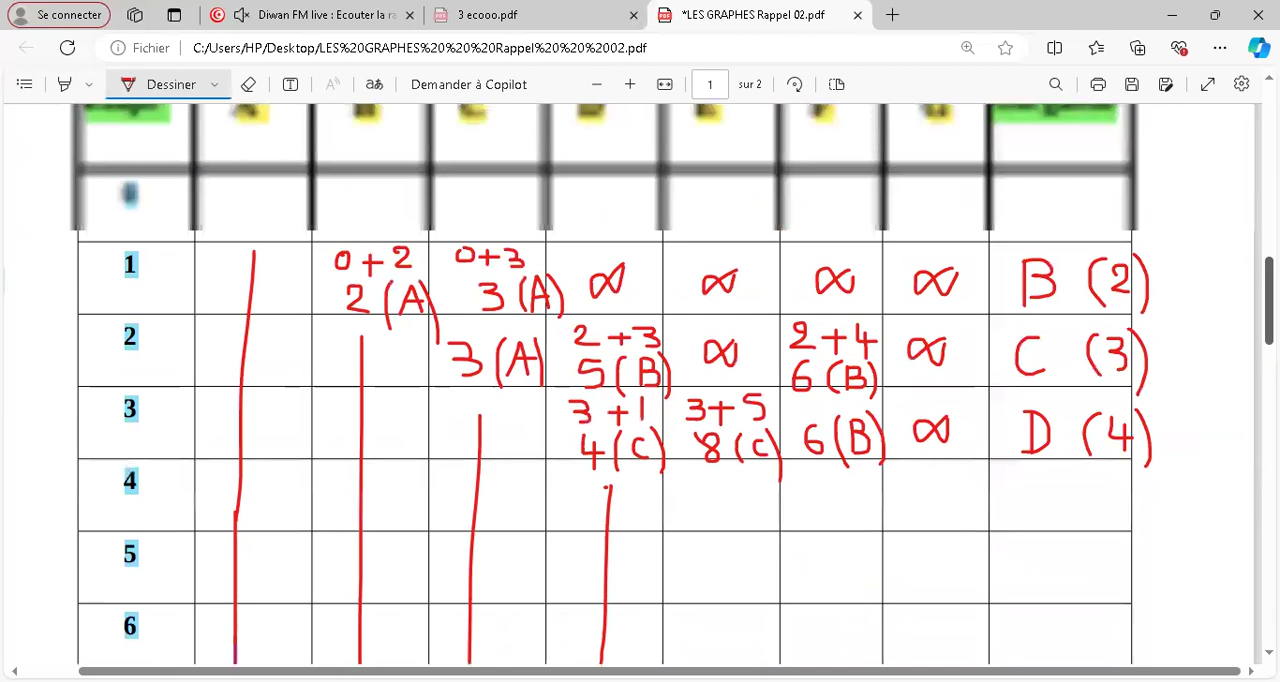 Se connecter
Diwan FM live : Ecouter la ra
3 ecooo.pdf
*LES GRAPHES Rappel 02.pdf
Fichier
C:/Users/HP/Desktop/LES%20GRAPHES%20%20%20Rappel%20%20%2002.pdf
Dessiner
aあ
Demander à Copilot
1
sur 2
1
0+2
2 (A)
0+3
3 (A)
∞
∞
∞
∞
B (2)
2
3 (A)
2 +3
5 (B)
∞
2 + 4
6 (B)
∞
C (3)
3
3 +1
4 (C)
3+5
8 (C)
6 (B)
∞
D (4)
4
5
6